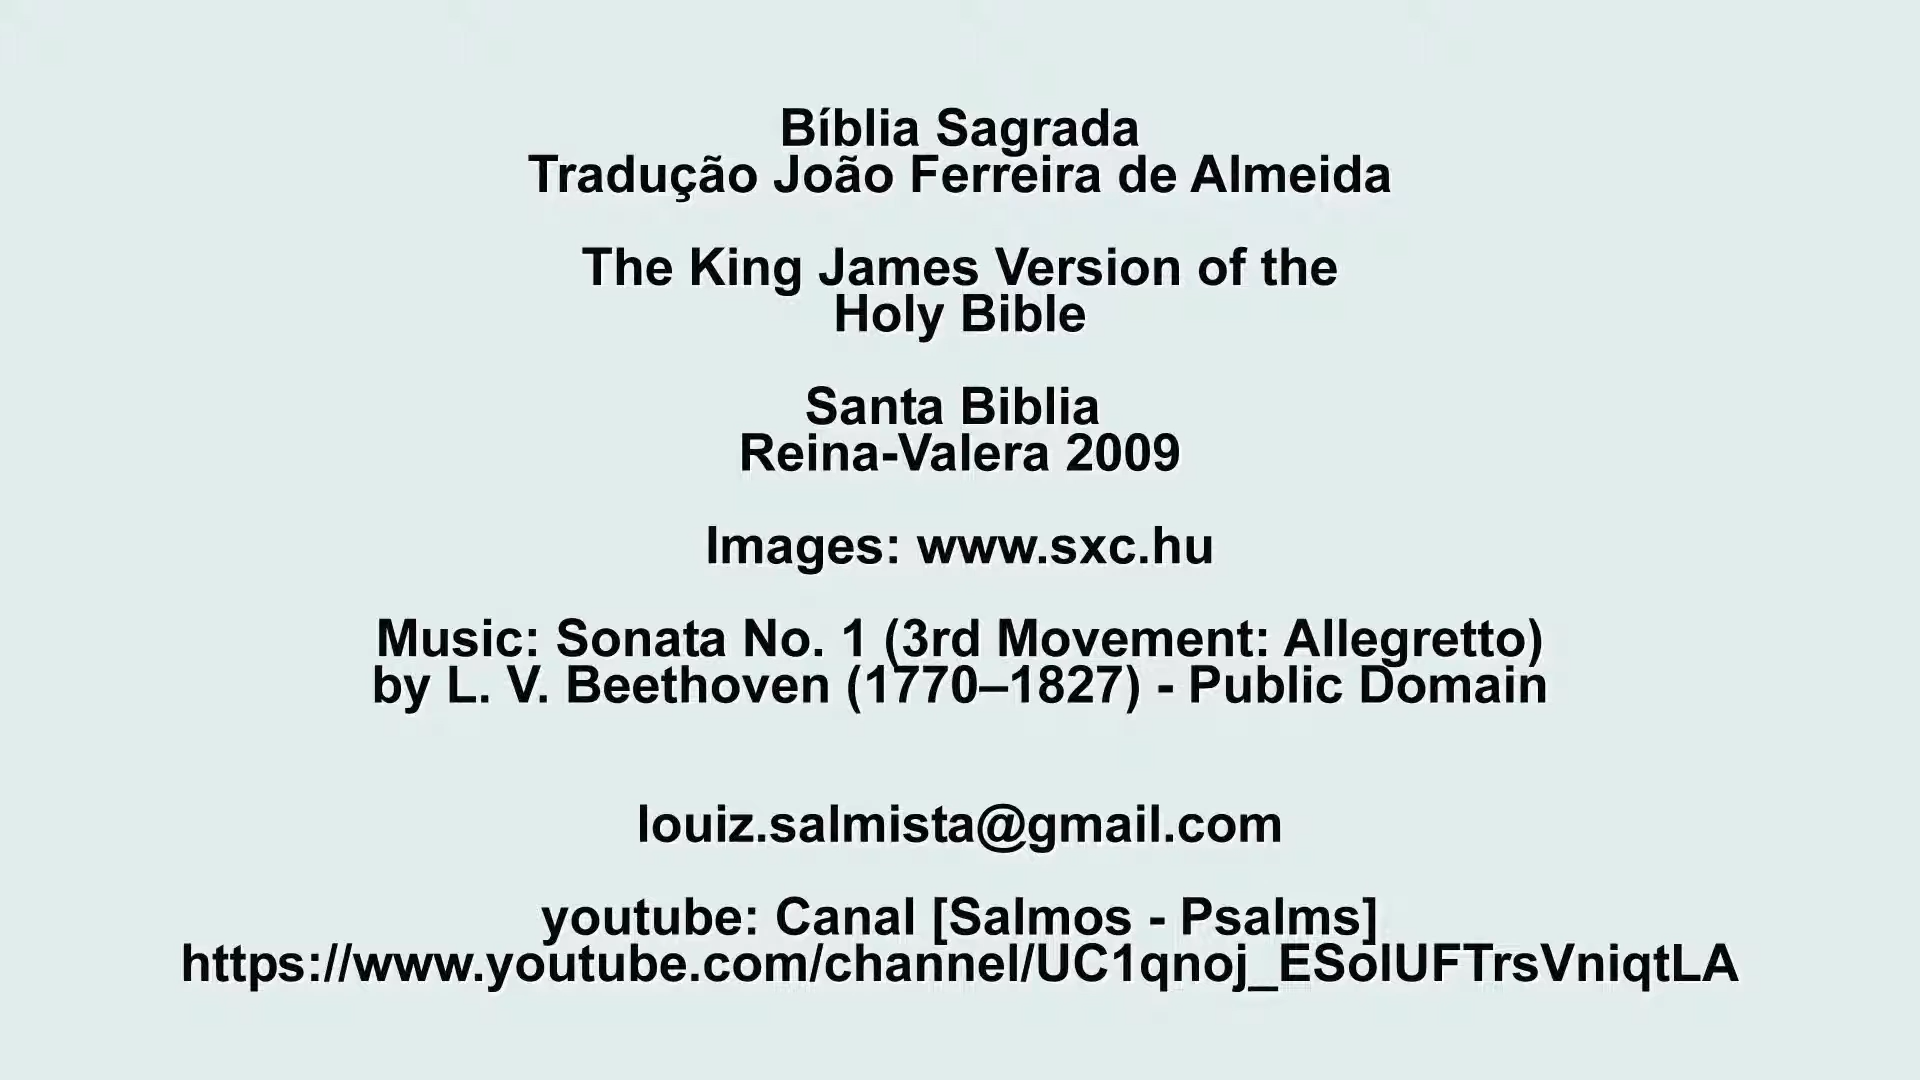 Bíblia Sagrada
Tradução João Ferreira de Almeida
The King James Version of the
Holy Bible
Santa Biblia
Reina-Valera 2009
Images: www.sxc.hu
Music: Sonata No. 1 (3rd Movement: Allegretto)
by L. V. Beethoven (1770–1827) - Public Domain
louiz.salmista@gmail.com
youtube: Canal [Salmos - Psalms]
https://www.youtube.com/channel/UC1qnoj_ESolUFTrsVniqtLA